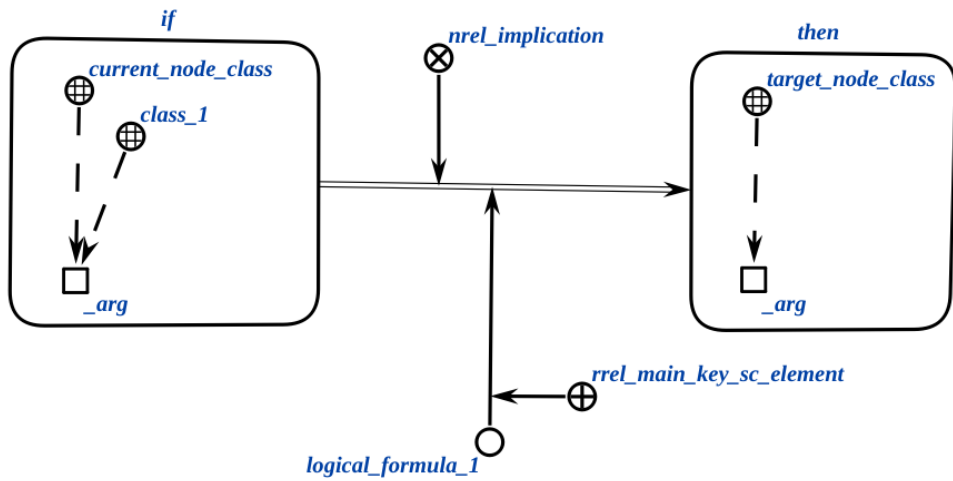 if
current_node_class
class_1
_arg
nrel_implication
then
target_node_class
_arg
rrel_main_key_sc_element
logical_formula_1